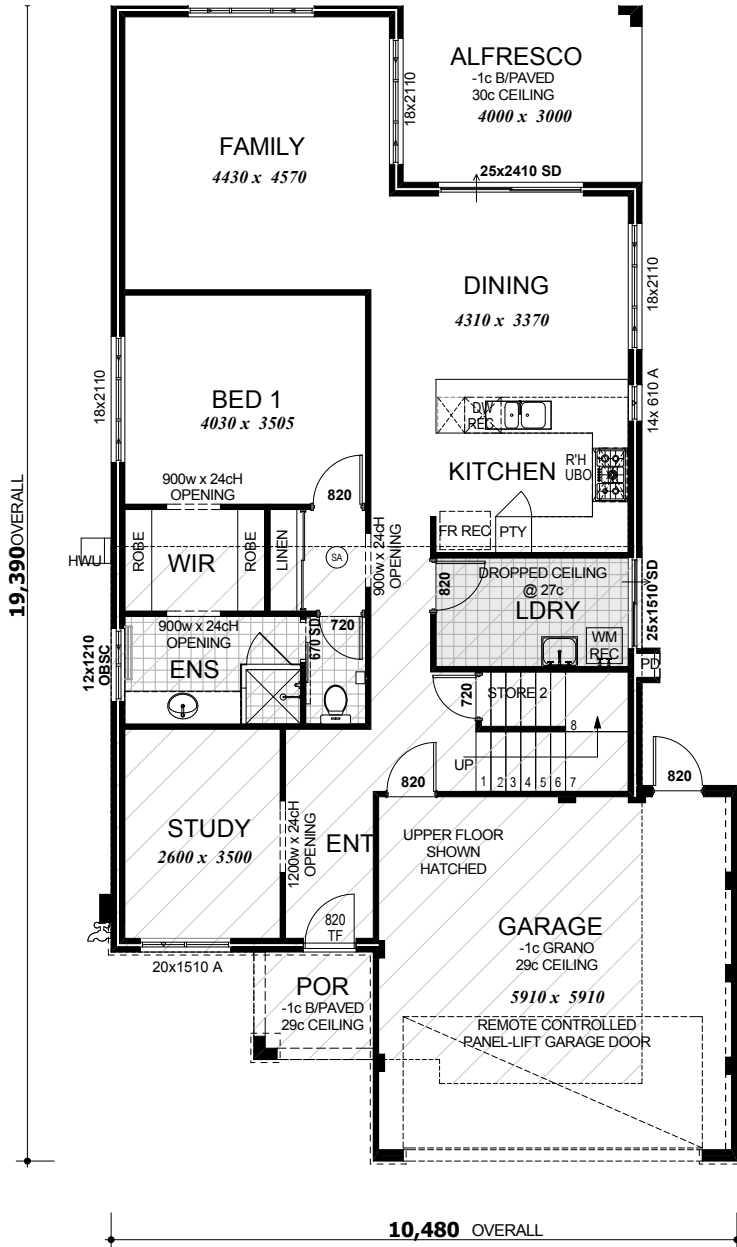 ALFRESCO
-1c B/PAVED
30c CEILING
4000 x 3000
18x2110
FAMILY
4430 x 4570
25x2410 SD
DINING
4310 x 3370
18x2110
18x2110
BED 1
4030 x 3505
DW
REC
14x 610 A
900w x 24cH
OPENING
820
KITCHEN
R'H
UBO
19,390 OVERALL
HWU
ROBE
WIR
ROBE
LINEN
SA
900w x 24cH
OPENING
FR REC
PTY
820
DROPPED CEILING
@ 27c
LDRY
25x1510 SD
900w x 24cH
OPENING
720
670 SD
12x1210
OBSC
ENS
WM
REC
PD
720
STORE 2
8
UP
1 2 3 4 5 6 7
820
820
STUDY
2600 x 3500
1200w x 24cH
OPENING
ENT
UPPER FLOOR
SHOWN
HATCHED
820
TF
GARAGE
-1c GRANO
29c CEILING
5910 x 5910
20x1510 A
POR
-1c B/PAVED
29c CEILING
REMOTE CONTROLLED
PANEL-LIFT GARAGE DOOR
10,480 OVERALL